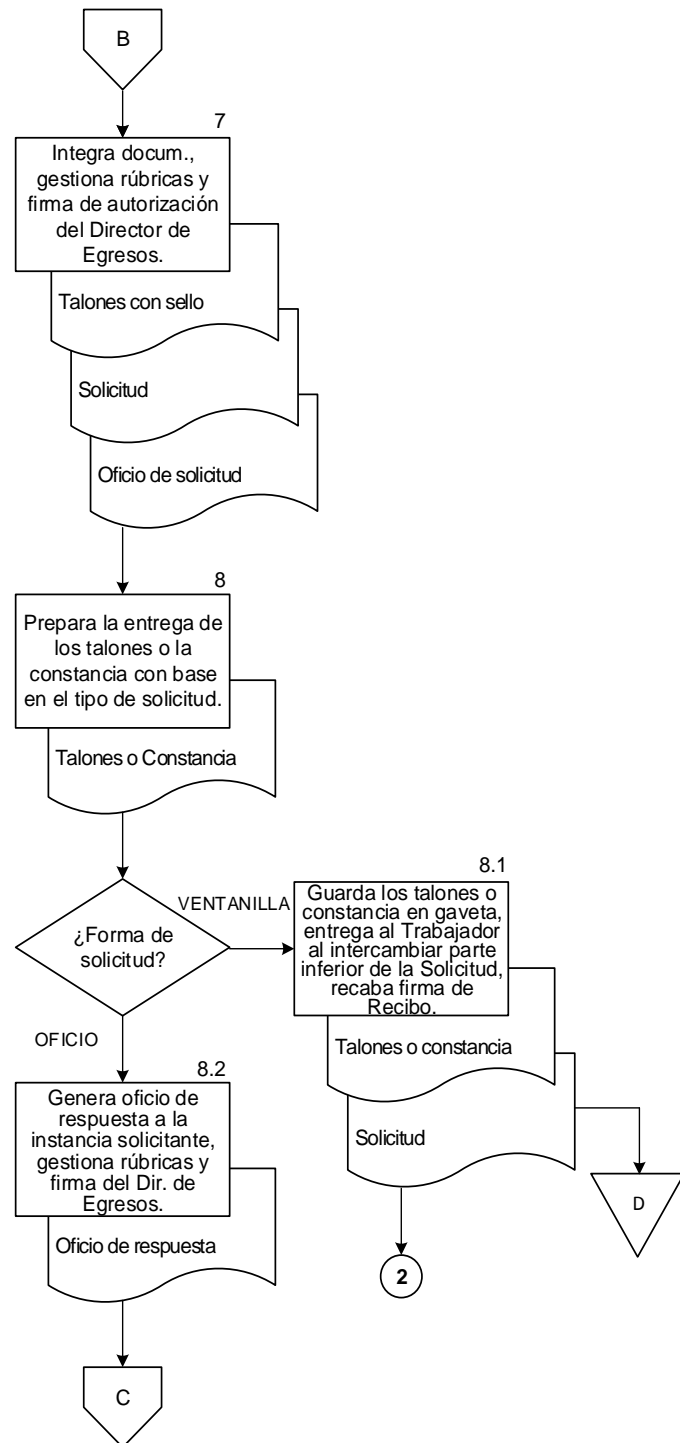 B
7
Integra docum.,
gestiona rúbricas y
firma de autorización
del Director de
Egresos.
Talones con sello
Solicitud
Oficio de solicitud
8
Prepara la entrega de
los talones o la
constancia con base
en el tipo de solicitud.
Talones o Constancia
¿Forma de
solicitud?
VENTANILLA
8.1
Guarda los talones o
constancia en gaveta,
entrega al Trabajador
al intercambiar parte
inferior de la Solicitud,
recaba firma de
Recibo.
Talones o constancia
Solicitud
D
2
OFICIO
8.2
Genera oficio de
respuesta a la
instancia solicitante,
gestiona rúbricas y
firma del Dir. de
Egresos.
Oficio de respuesta
C